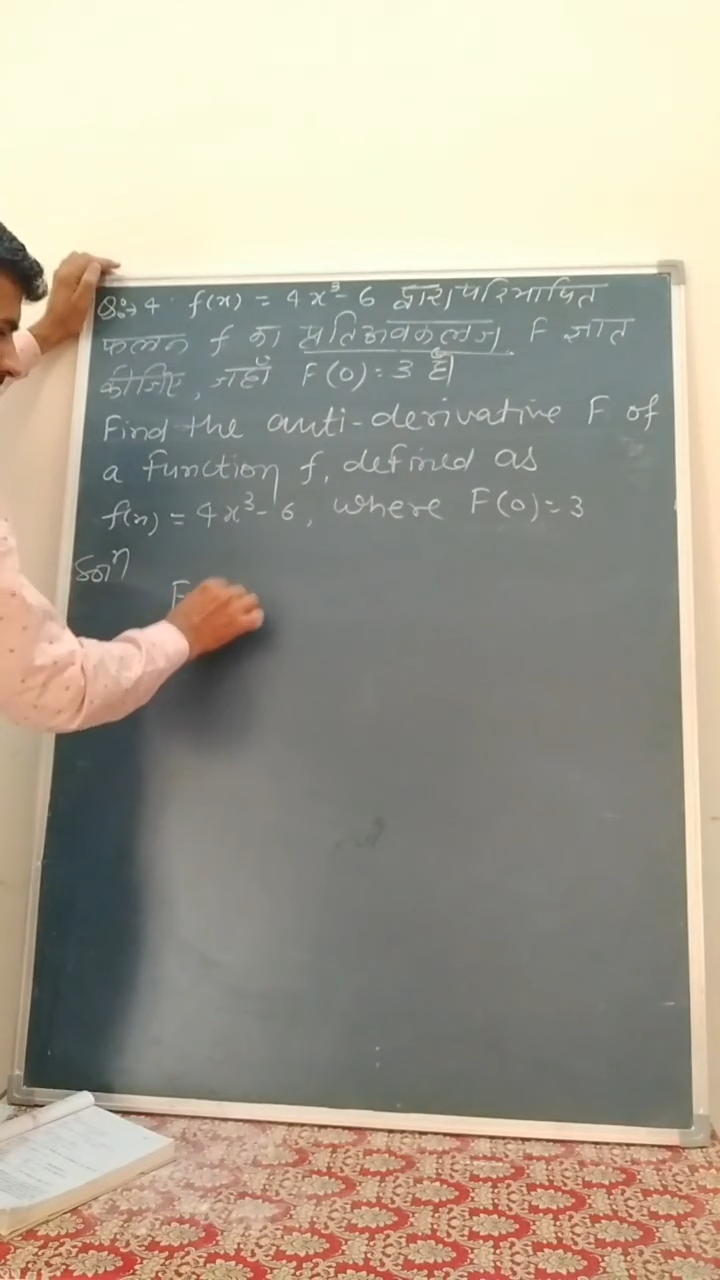 Q:→ 4. f(x) = 4x³- 6 द्वारा परिभाषित
फलन f का प्रतिअवकलज, F ज्ञात
कीजिए, जहाँ F(0)=3 है।
Find the anti-derivative F of
a function f, defined as
f(x) = 4x³- 6, where F(0)=3
Solⁿ
F